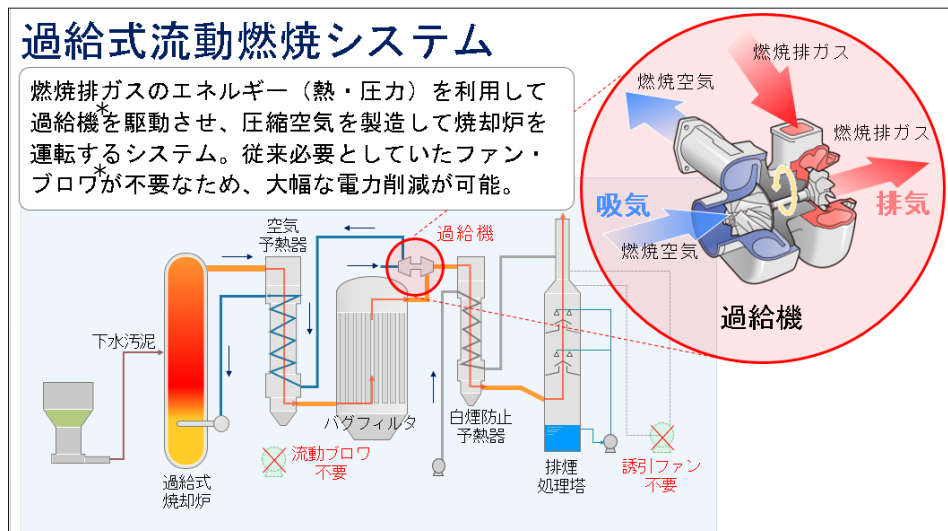 過給式流動燃焼システム
燃焼排ガスのエネルギー（熱・圧力）を利用して
過給機*を駆動させ、圧縮空気を製造して焼却炉を
運転するシステム。従来必要としていたファン・
ブロワ*が不要なため、大幅な電力削減が可能。
燃焼空気
燃焼排ガス
燃焼排ガス
吸気
排気
燃焼空気
過給機
空気
予熱器
過給機
下水汚泥
バグフィルタ
白煙防止
予熱器
流動ブロワ
不要
過給式
焼却炉
排煙
処理塔
誘引ファン
不要